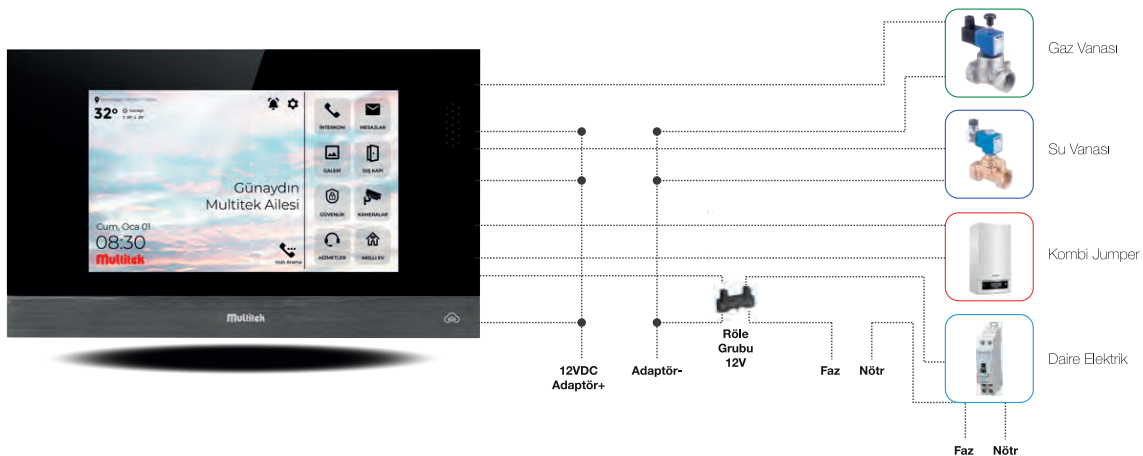 32°
Güneşli
İNTERKOM
MESAJLAR
GALERİ
DIŞ KAPI
Günaydın
Multitek Ailesi
GÜVENLİK
KAMERALAR
Cum, Oca 01
08:30
Multitek
Hızlı Arama
HİZMETLER
AKILLI EV
Multitek
12VDC
Adaptör+
Adaptör-
Röle
Grubu
12V
Faz
Nötr
Gaz Vanası
Su Vanası
Kombi Jumper
Daire Elektrik
Faz
Nötr